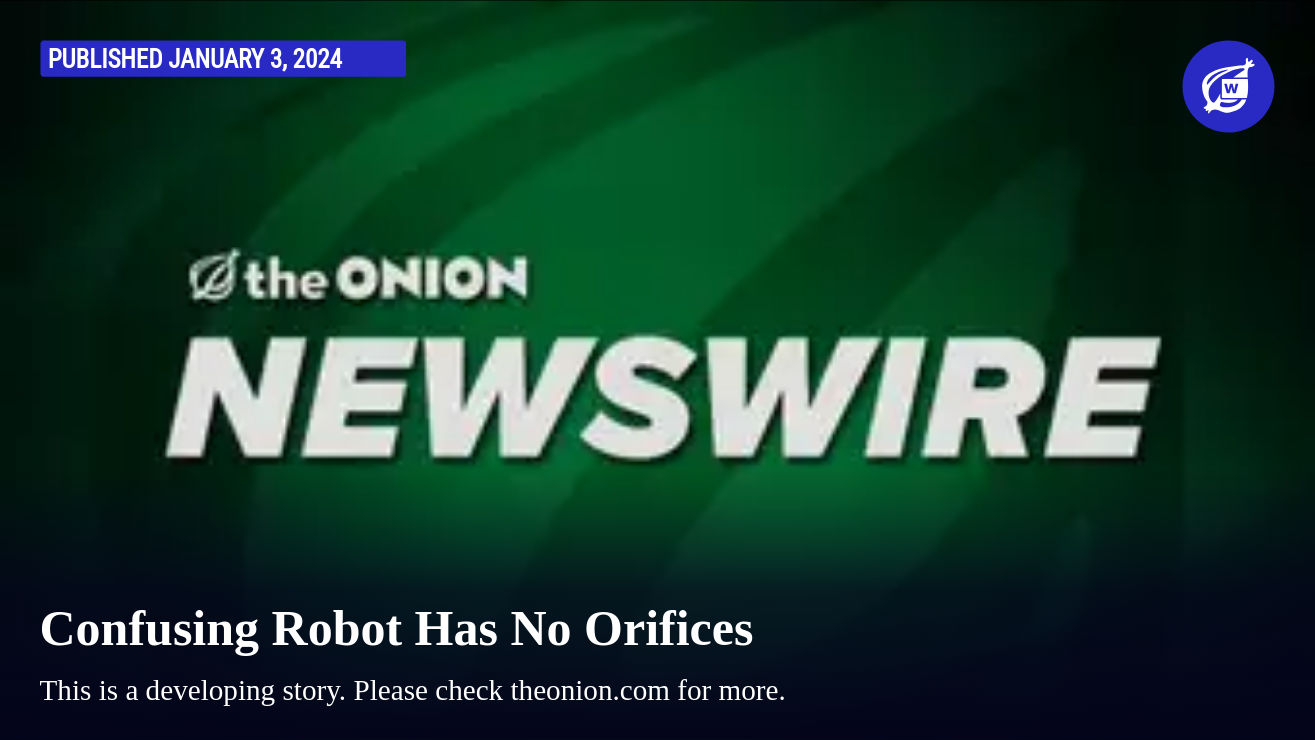 PUBLISHED JANUARY 3, 2024
W
the ONION
NEWSWIRE
Confusing Robot Has No Orifices
This is a developing story. Please check theonion.com for more.